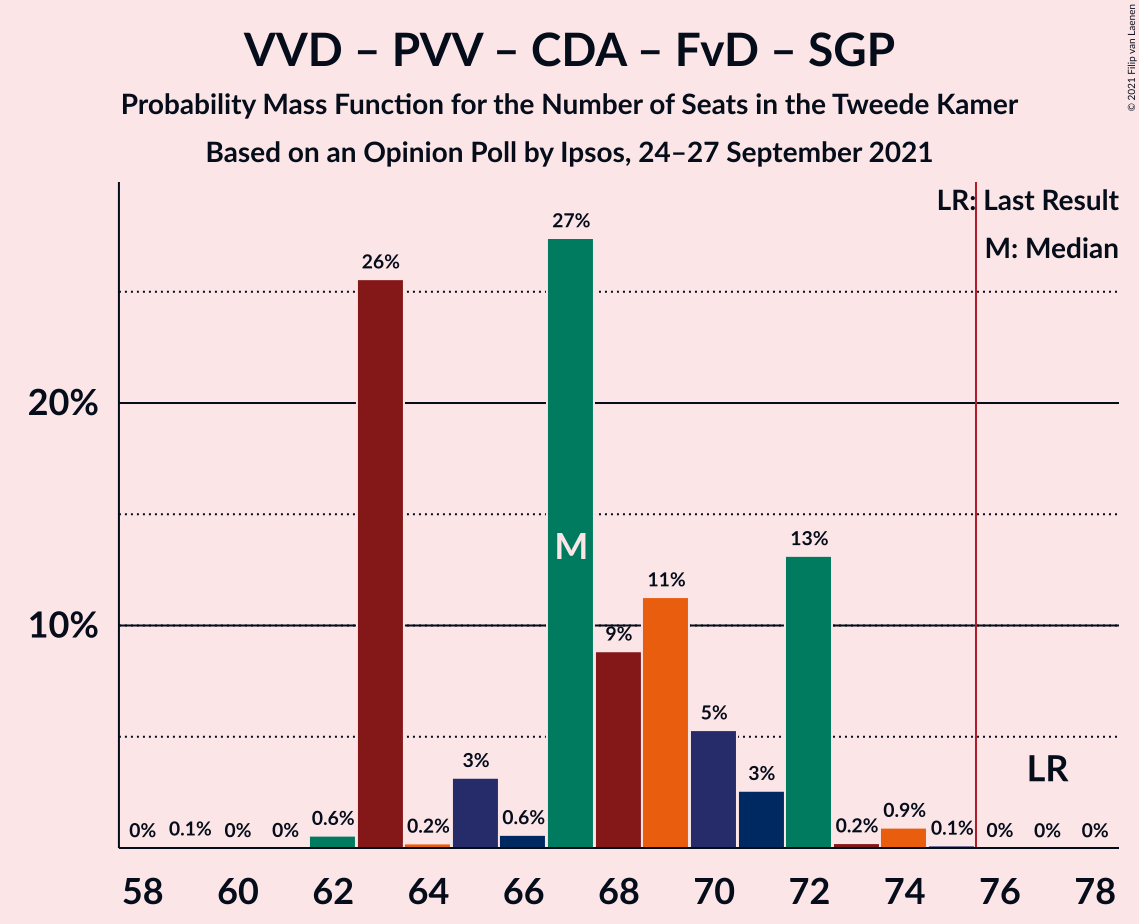 VVD – PVV – CDA – FvD – SGP
Probability Mass Function for the Number of Seats in the Tweede Kamer
Based on an Opinion Poll by Ipsos, 24–27 September 2021
© 2021 Filip van Laenen
LR: Last Result
M: Median
27%
26%
20%
13%
M
11%
10%
9%
5%
3%
3%
LR
0% 0.1% 0% 0% 0.6% 0.2% 0.6% 0.2% 0.9% 0.1% 0% 0% 0%
58 60 62 64 66 68 70 72 74 76 78